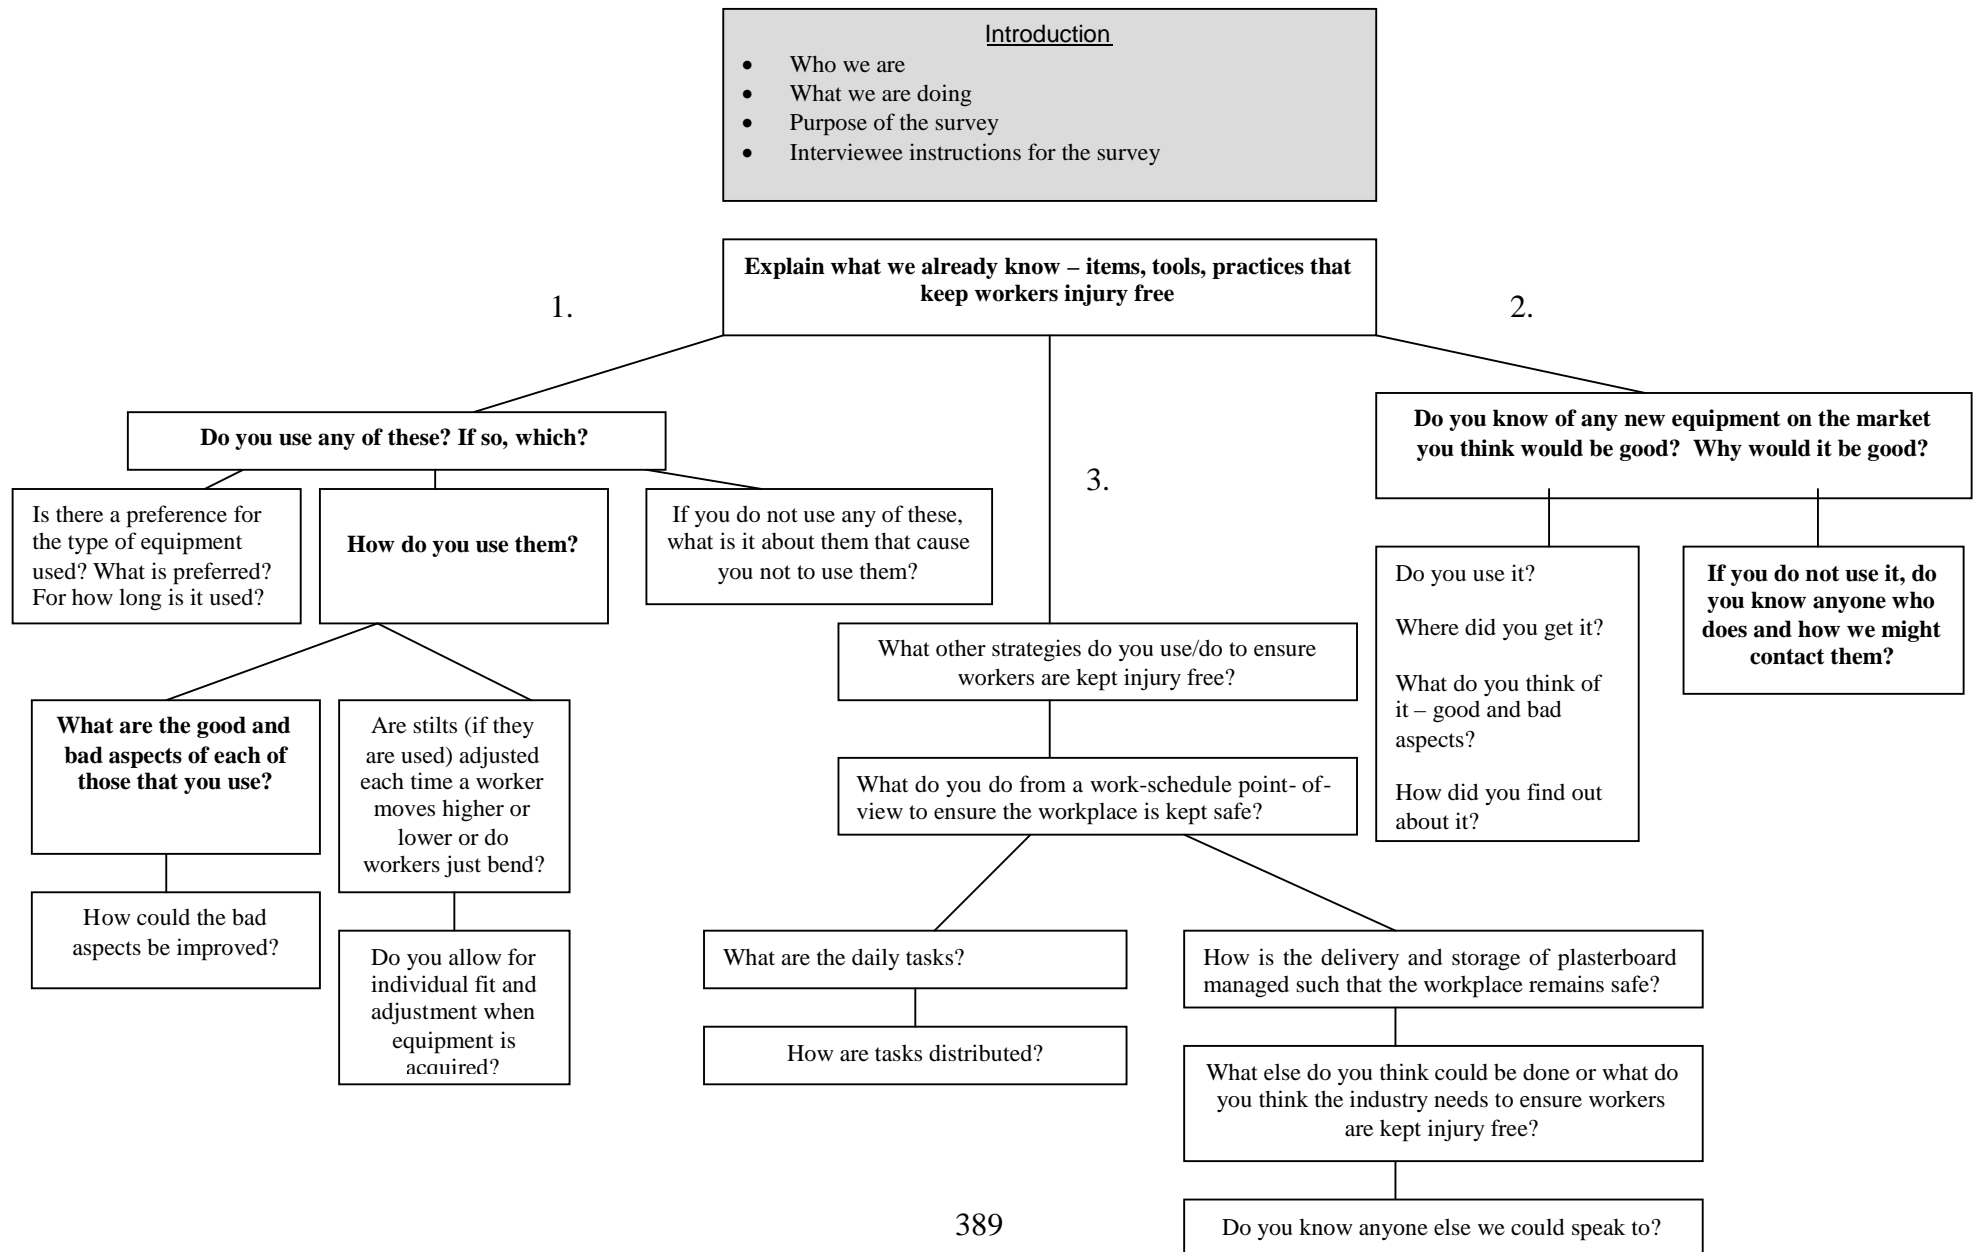 Introduction
• Who we are
• What we are doing
• Purpose of the survey
• Interviewee instructions for the survey
Explain what we already know – items, tools, practices that
keep workers injury free
1.
Do you use any of these? If so, which?
Is there a preference for
the type of equipment
used? What is preferred?
For how long is it used?
How do you use them?
If you do not use any of these,
what is it about them that cause
you not to use them?
What are the good and
bad aspects of each of
those that you use?
How could the bad
aspects be improved?
Are stilts (if they
are used) adjusted
each time a worker
moves higher or
lower or do
workers just bend?
Do you allow for
individual fit and
adjustment when
equipment is
acquired?
2.
Do you know of any new equipment on the market
you think would be good?  Why would it be good?
Do you use it?
Where did you get it?
What do you think of
it – good and bad
aspects?
How did you find out
about it?
If you do not use it, do
you know anyone who
does and how we might
contact them?
3.
What other strategies do you use/do to ensure
workers are kept injury free?
What do you do from a work-schedule point- of-
view to ensure the workplace is kept safe?
What are the daily tasks?
How are tasks distributed?
How is the delivery and storage of plasterboard
managed such that the workplace remains safe?
What else do you think could be done or what do
you think the industry needs to ensure workers
are kept injury free?
Do you know anyone else we could speak to?
389